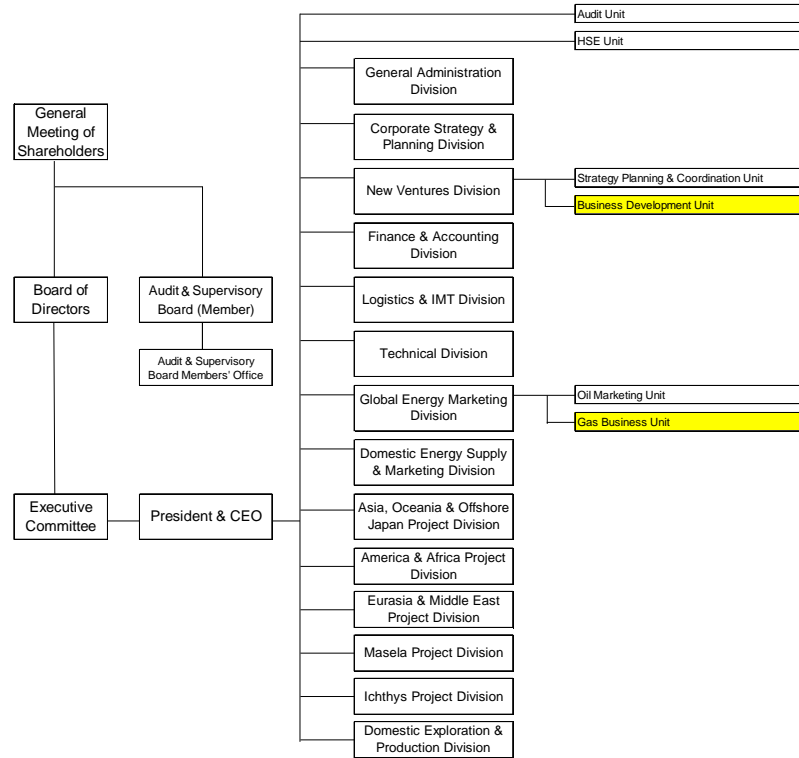 Audit Unit
HSE Unit
General Administration
Division
General
Meeting of
Shareholders
Corporate Strategy &
Planning Division
New Ventures Division
Strategy Planning & Coordination Unit
Business Development Unit
Finance & Accounting
Division
Board of
Directors
Audit & Supervisory
Board (Member)
Logistics & IMT Division
Audit & Supervisory
Board Members' Office
Technical Division
Global Energy Marketing
Division
Oil Marketing Unit
Gas Business Unit
Domestic Energy Supply
& Marketing Division
Executive
Committee
President & CEO
Asia, Oceania & Offshore
Japan Project Division
America & Africa Project
Division
Eurasia & Middle East
Project Division
Masela Project Division
Ichthys Project Division
Domestic Exploration &
Production Division